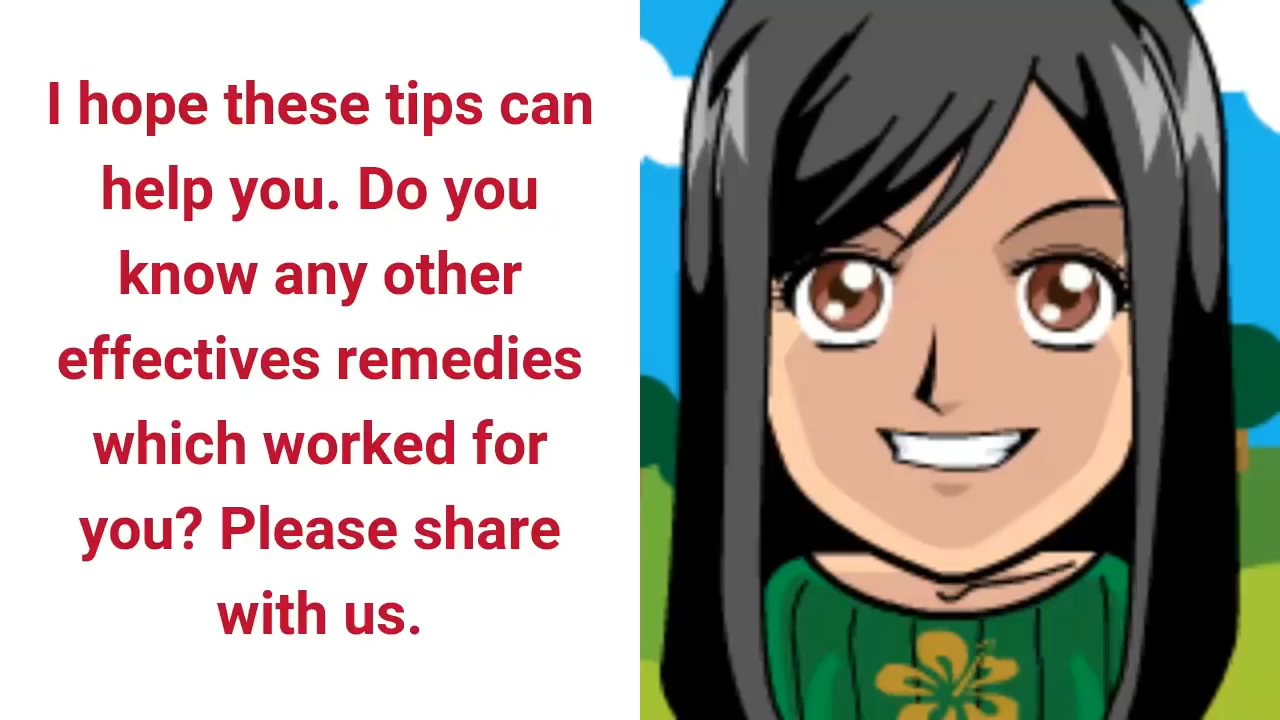 I hope these tips can
help you. Do you
know any other
effectives remedies
which worked for
you? Please share
with us.